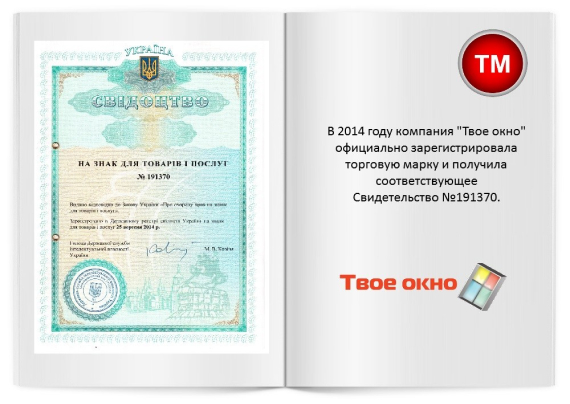 УКРАЇНА
СВІДОЦТВО
НА ЗНАК ДЛЯ ТОВАРІВ І ПОСЛУГ
№ 191370
Видано відповідно до Закону України «Про охорону прав на знаки
для товарів і послуг».
Зареєстровано в Державному реєстрі свідоцтв України на знаки
для товарів і послуг 25 вересня 2014 р.
Голова Державної служби
інтелектуальної власності
України
М. В. Ковіня
TM
В 2014 году компания "Твое окно"
официально зарегистрировала
торговую марку и получила
соответствующее
Свидетельство №191370.
Твое окно